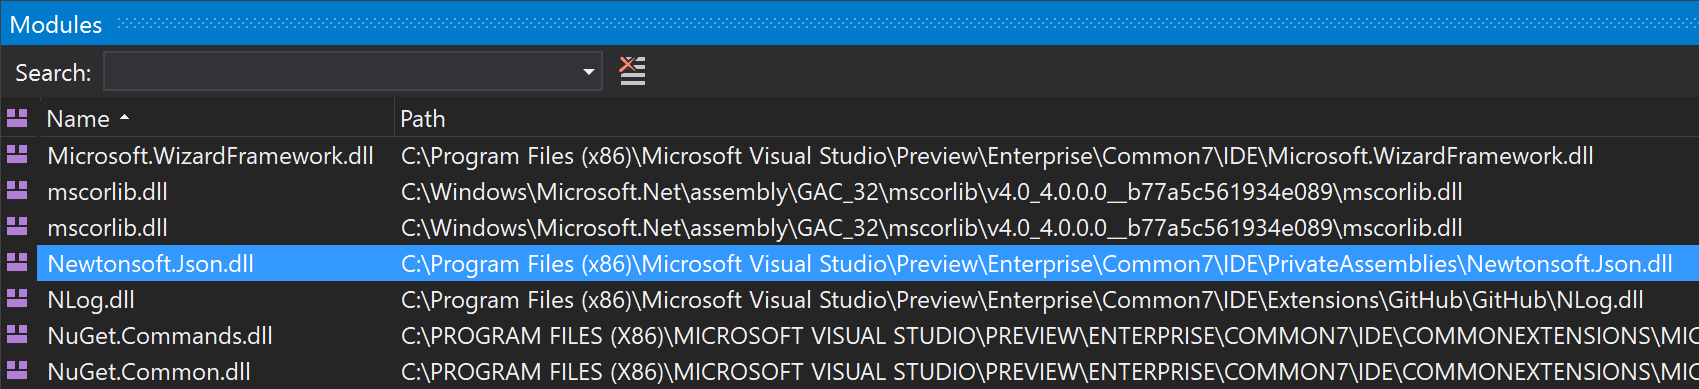 Modules
Search:
Name Path
Microsoft.WizardFramework.dll C:\Program Files (x86)\Microsoft Visual Studio\Preview\Enterprise\Common7\IDE\Microsoft.WizardFramework.dll
mscorlib.dll C:\Windows\Microsoft.Net\assembly\GAC_32\mscorlib\v4.0_4.0.0.0__b77a5c561934e089\mscorlib.dll
mscorlib.dll C:\Windows\Microsoft.Net\assembly\GAC_32\mscorlib\v4.0_4.0.0.0__b77a5c561934e089\mscorlib.dll
Newtonsoft.Json.dll C:\Program Files (x86)\Microsoft Visual Studio\Preview\Enterprise\Common7\IDE\PrivateAssemblies\Newtonsoft.Json.dll
NLog.dll C:\Program Files (x86)\Microsoft Visual Studio\Preview\Enterprise\Common7\IDE\Extensions\GitHub\GitHub\NLog.dll
NuGet.Commands.dll C:\PROGRAM FILES (X86)\MICROSOFT VISUAL STUDIO\PREVIEW\ENTERPRISE\COMMON7\IDE\COMMONEXTENSIONS\MIC
NuGet.Common.dll C:\PROGRAM FILES (X86)\MICROSOFT VISUAL STUDIO\PREVIEW\ENTERPRISE\COMMON7\IDE\COMMONEXTENSIONS\MIC